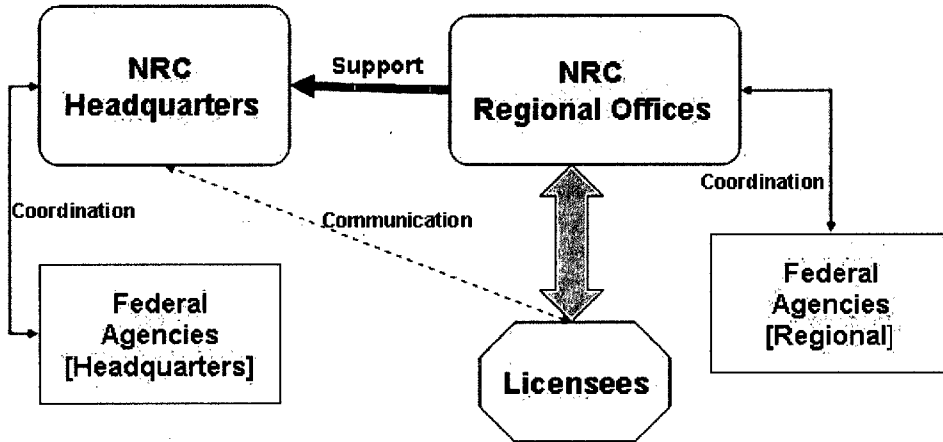 NRC
Headquarters
Support
NRC
Regional Offices
Coordination
Communication
Coordination
Federal
Agencies
[Headquarters]
Licensees
Federal
Agencies
[Regional]